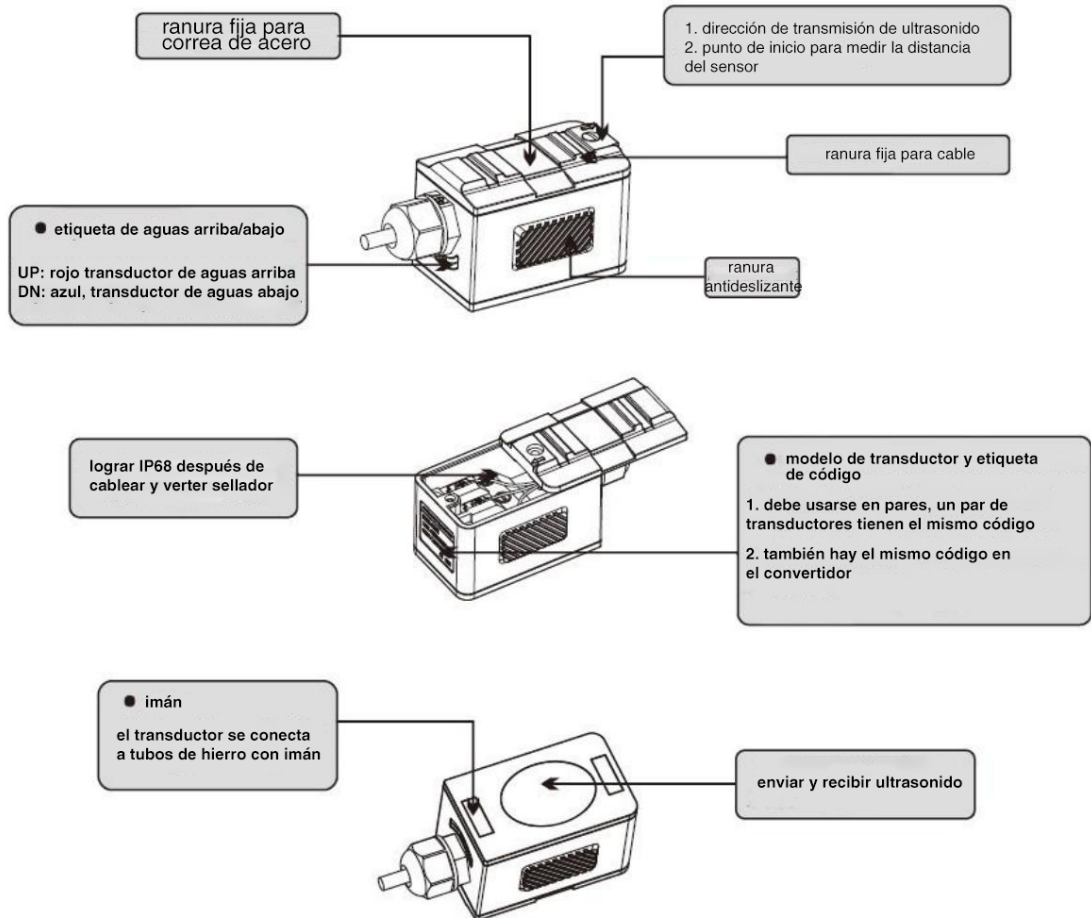 ranura fija para
correa de acero
1. dirección de transmisión de ultrasonido
2. punto de inicio para medir la distancia
del sensor
ranura fija para cable
● etiqueta de aguas arriba/abajo
UP: rojo transductor de aguas arriba
DN: azul, transductor de aguas abajo
ranura
antideslizante
lograr IP68 después de
cablear y verter sellador
● modelo de transductor y etiqueta
de código
1. debe usarse en pares, un par de
transductores tienen el mismo código
2. también hay el mismo código en
el convertidor
● imán
el transductor se conecta
a tubos de hierro con imán
enviar y recibir ultrasonido